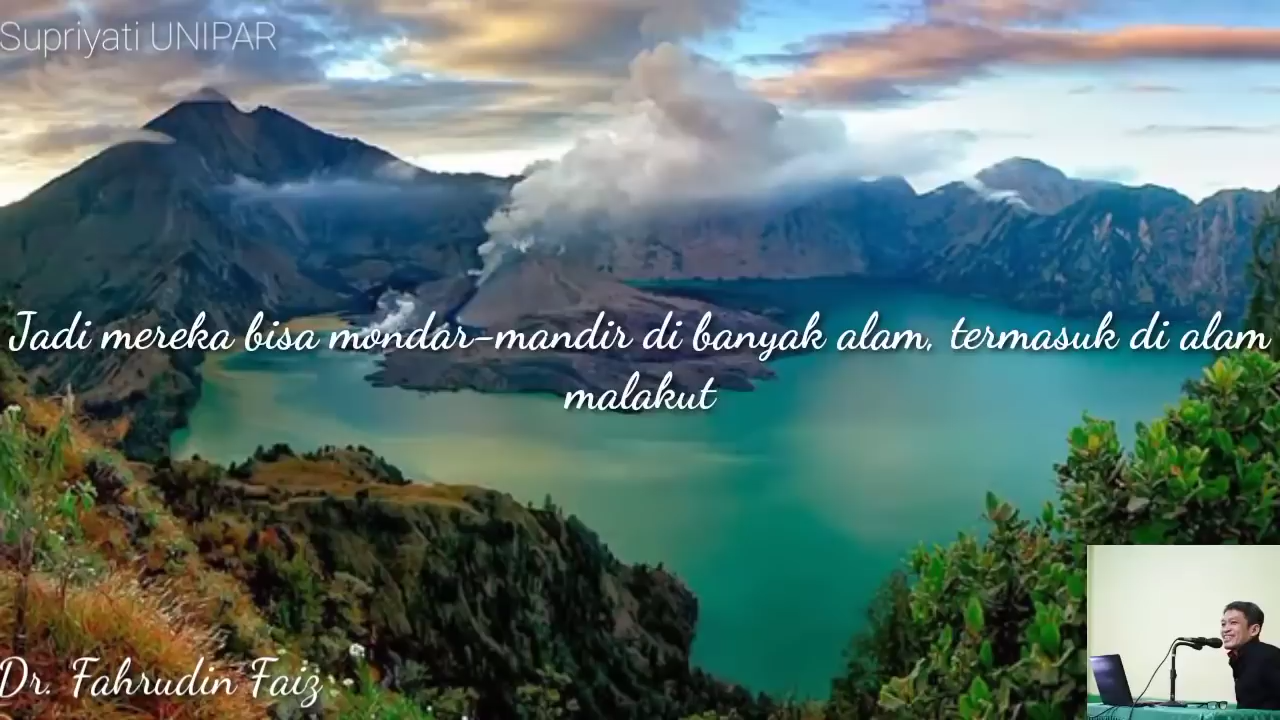 Supriyati UNIPAR
Jadi mereka bisa mondar-mandir di banyak alam, termasuk di alam
malakut
Dr. Fahrudin Faiz